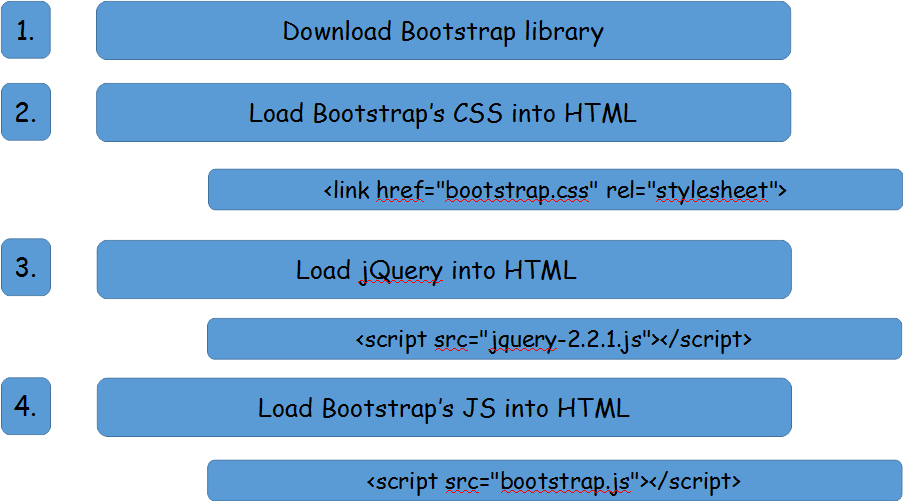 1. Download Bootstrap library
2. Load Bootstrap's CSS into HTML
<link href="bootstrap.css" rel="stylesheet">
3. Load jQuery into HTML
<script src="jquery-2.2.1.js"></script>
4. Load Bootstrap's JS into HTML
<script src="bootstrap.js"></script>